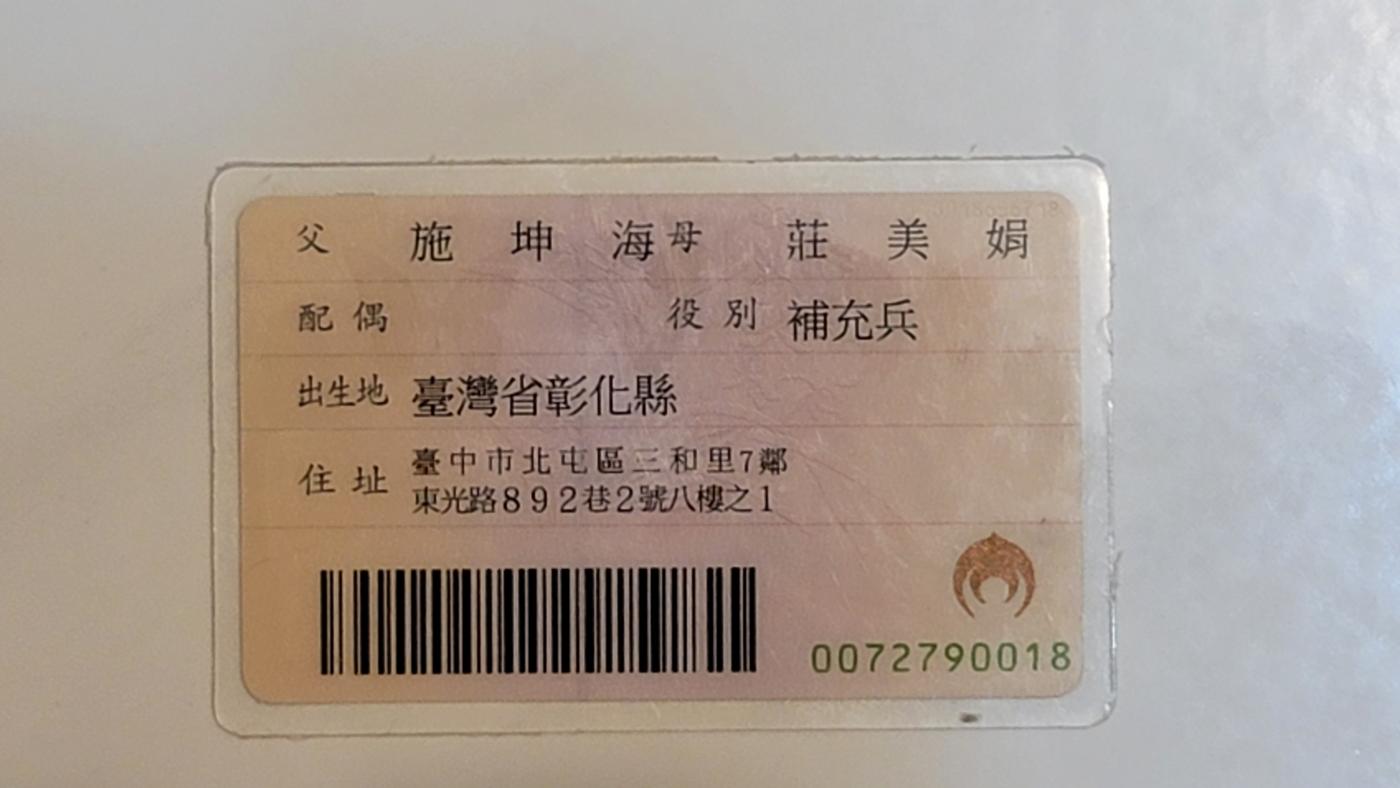 父 施坤海 母 莊美娟
配偶 役別 補充兵
出生地 臺灣省彰化縣
住址 臺中市北屯區三和里7鄰
東光路892巷2號八樓之1
0072790018